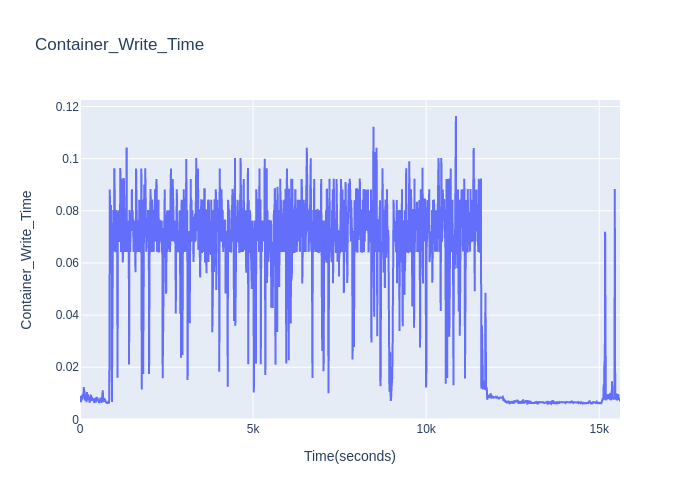 Container_Write_Time
0.12
0.1
0.08
0.06
0.04
0.02
0
Container_Write_Time
0
5k
10k
15k
Time(seconds)